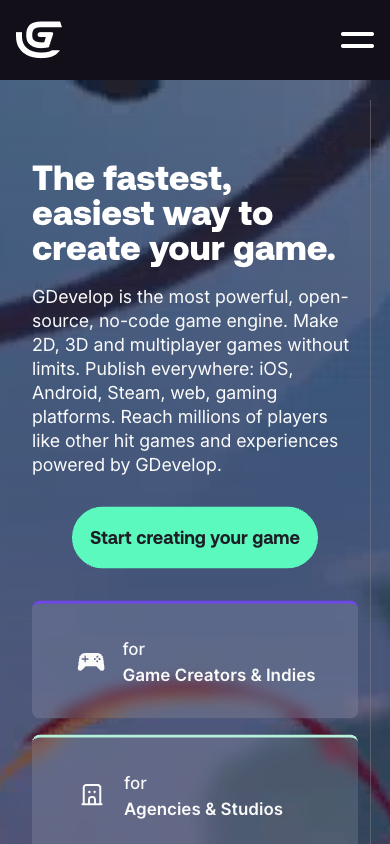 The fastest,
easiest way to
create your game.
GDevelop is the most powerful, open-
source, no-code game engine. Make
2D, 3D and multiplayer games without
limits. Publish everywhere: iOS,
Android, Steam, web, gaming
platforms. Reach millions of players
like other hit games and experiences
powered by GDevelop.
Start creating your game
for
Game Creators & Indies
for
Agencies & Studios